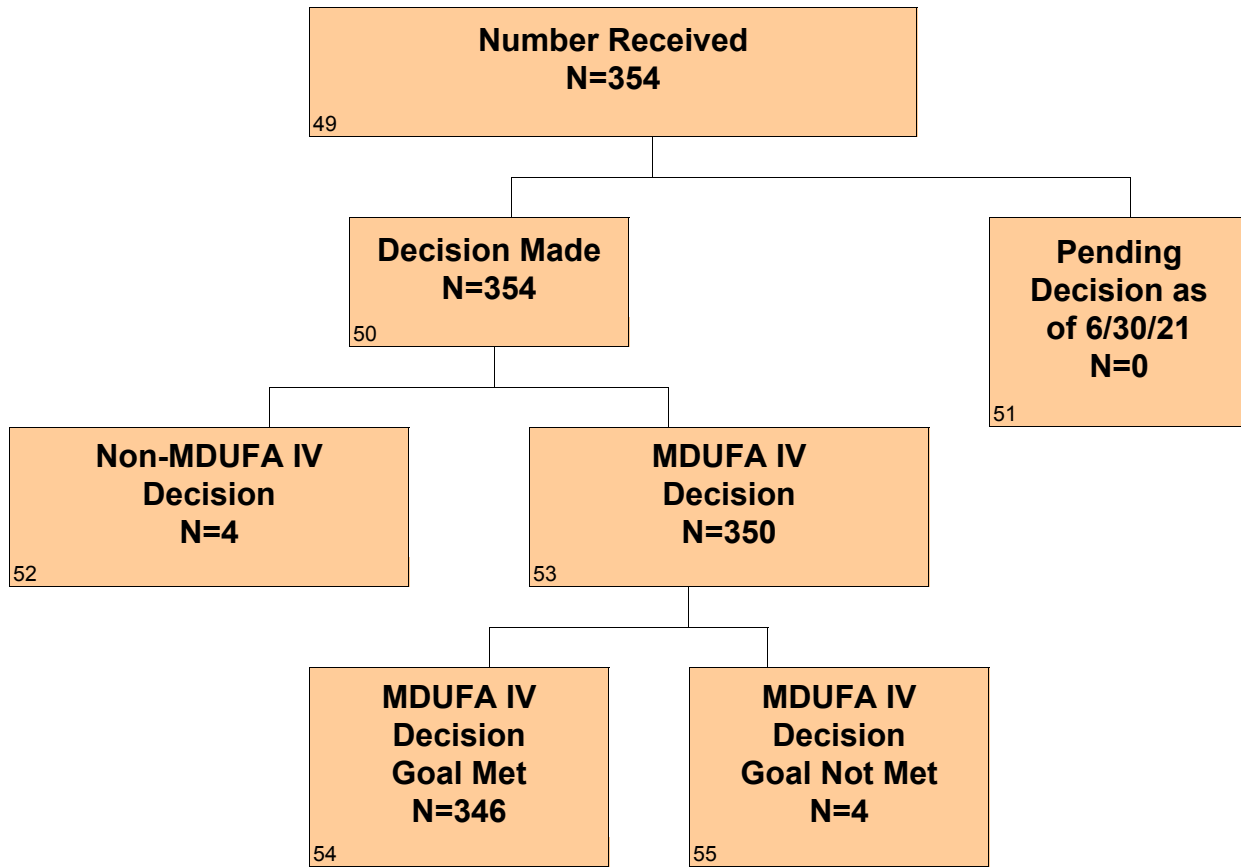 Number Received
N=354
49
Decision Made
N=354
50
Pending
Decision as
of 6/30/21
N=0
51
Non-MDUFA IV
Decision
N=4
52
MDUFA IV
Decision
N=350
53
MDUFA IV
Decision
Goal Met
N=346
54
MDUFA IV
Decision
Goal Not Met
N=4
55